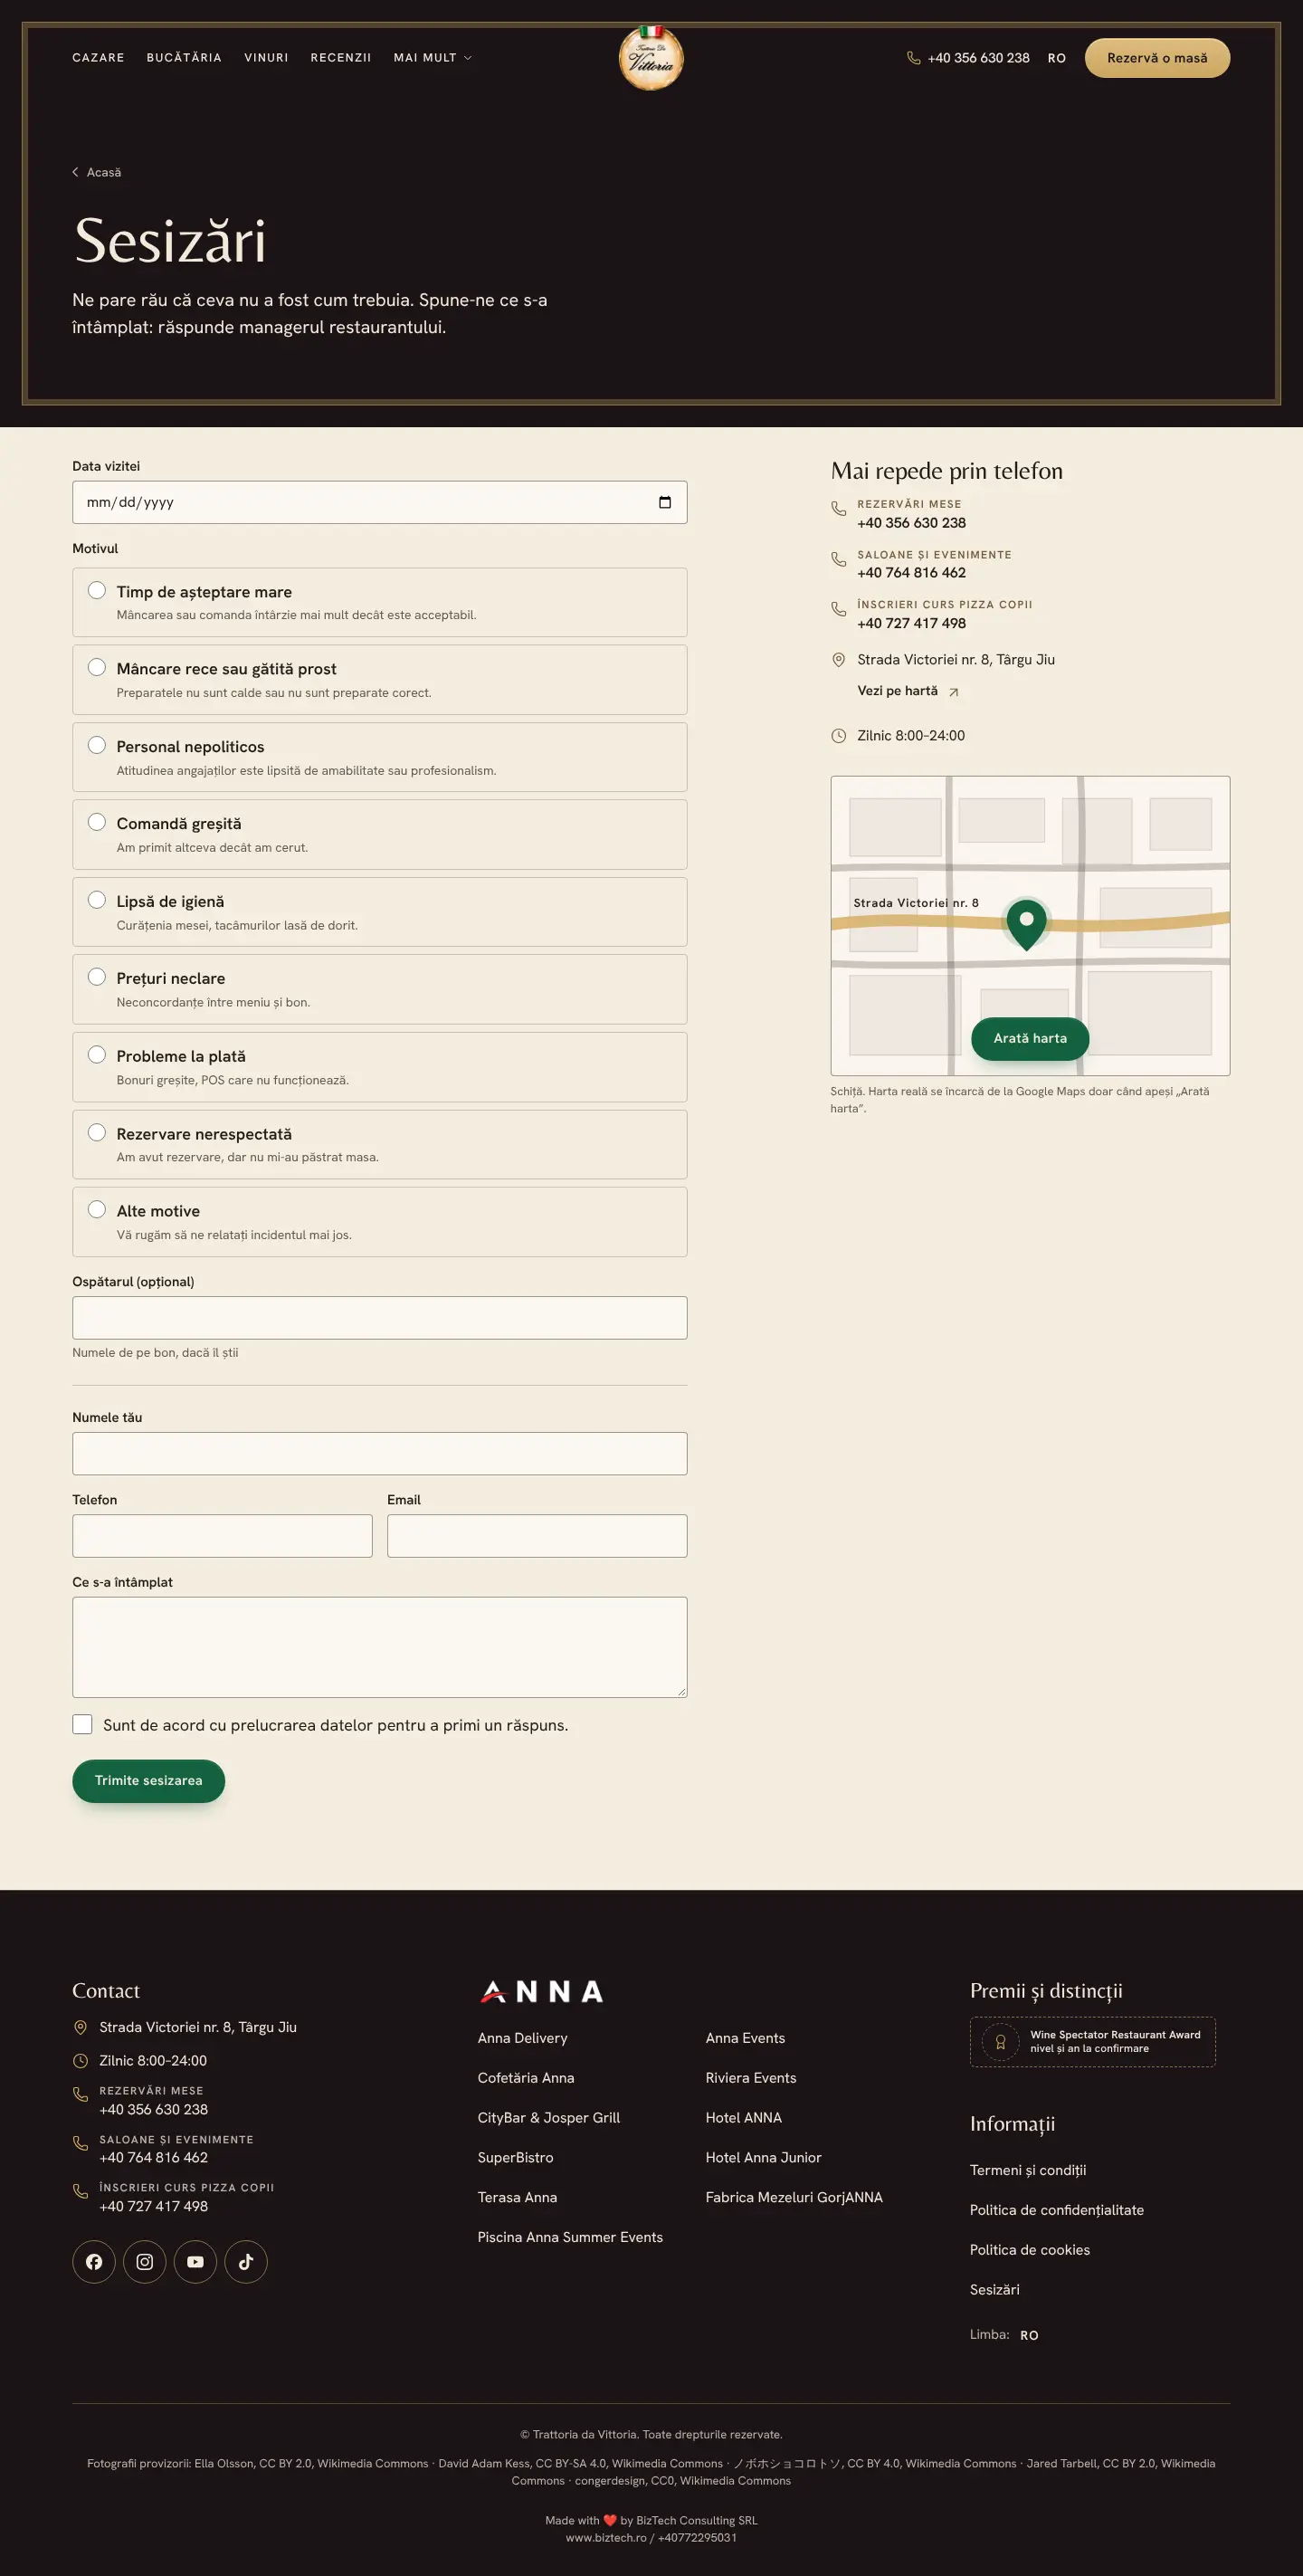 CAZARE
BUCĂTĂRIA
VINURI
RECENZII
MAI MULT
Trattoria Da
Vittoria
+40 356 630 238
RO
Rezervă o masă
Acasă
Sesizări
Ne pare rău că ceva nu a fost cum trebuia. Spune-ne ce s-a
întâmplat: răspunde managerul restaurantului.
Data vizitei
mm/dd/yyyy
Motivul
Timp de așteptare mare
Mâncarea sau comanda întârzie mai mult decât este acceptabil.
Mâncare rece sau gătită prost
Preparatele nu sunt calde sau nu sunt preparate corect.
Personal nepoliticos
Atitudinea angajaților este lipsită de amabilitate sau profesionalism.
Comandă greșită
Am primit altceva decât am cerut.
Lipsă de igienă
Curățenia mesei, tacâmurilor lasă de dorit.
Prețuri neclare
Neconcordanțe între meniu și bon.
Probleme la plată
Bonuri greșite, POS care nu funcționează.
Rezervare nerespectată
Am avut rezervare, dar nu mi-au păstrat masa.
Alte motive
Vă rugăm să ne relatați incidentul mai jos.
Ospătarul (opțional)
Numele de pe bon, dacă îl știi
Numele tău
Telefon
Email
Ce s-a întâmplat
Sunt de acord cu prelucrarea datelor pentru a primi un răspuns.
Trimite sesizarea
Mai repede prin telefon
REZERVĂRI MESE
+40 356 630 238
SALOANE ȘI EVENIMENTE
+40 764 816 462
ÎNSCRIERI CURS PIZZA COPII
+40 727 417 498
Strada Victoriei nr. 8, Târgu Jiu
Vezi pe hartă
Zilnic 8:00–24:00
Strada Victoriei nr. 8
Arată harta
Schiță. Harta reală se încarcă de la Google Maps doar când apeși „Arată
harta”.
Contact
Strada Victoriei nr. 8, Târgu Jiu
Zilnic 8:00–24:00
REZERVĂRI MESE
+40 356 630 238
SALOANE ȘI EVENIMENTE
+40 764 816 462
ÎNSCRIERI CURS PIZZA COPII
+40 727 417 498
ANNA
Anna Delivery
Cofetăria Anna
CityBar & Josper Grill
SuperBistro
Terasa Anna
Piscina Anna Summer Events
Anna Events
Riviera Events
Hotel ANNA
Hotel Anna Junior
Fabrica Mezeluri GorjANNA
Premii și distincții
Wine Spectator Restaurant Award
nivel și an la confirmare
Informații
Termeni și condiții
Politica de confidențialitate
Politica de cookies
Sesizări
Limba: RO
© Trattoria da Vittoria. Toate drepturile rezervate.
Fotografii provizorii: Ella Olsson, CC BY 2.0, Wikimedia Commons · David Adam Kess, CC BY-SA 4.0, Wikimedia Commons · ノボホショコロトソ, CC BY 4.0, Wikimedia Commons · Jared Tarbell, CC BY 2.0, Wikimedia
Commons · congerdesign, CC0, Wikimedia Commons
Made with ❤️ by BizTech Consulting SRL
www.biztech.ro / +40772295031